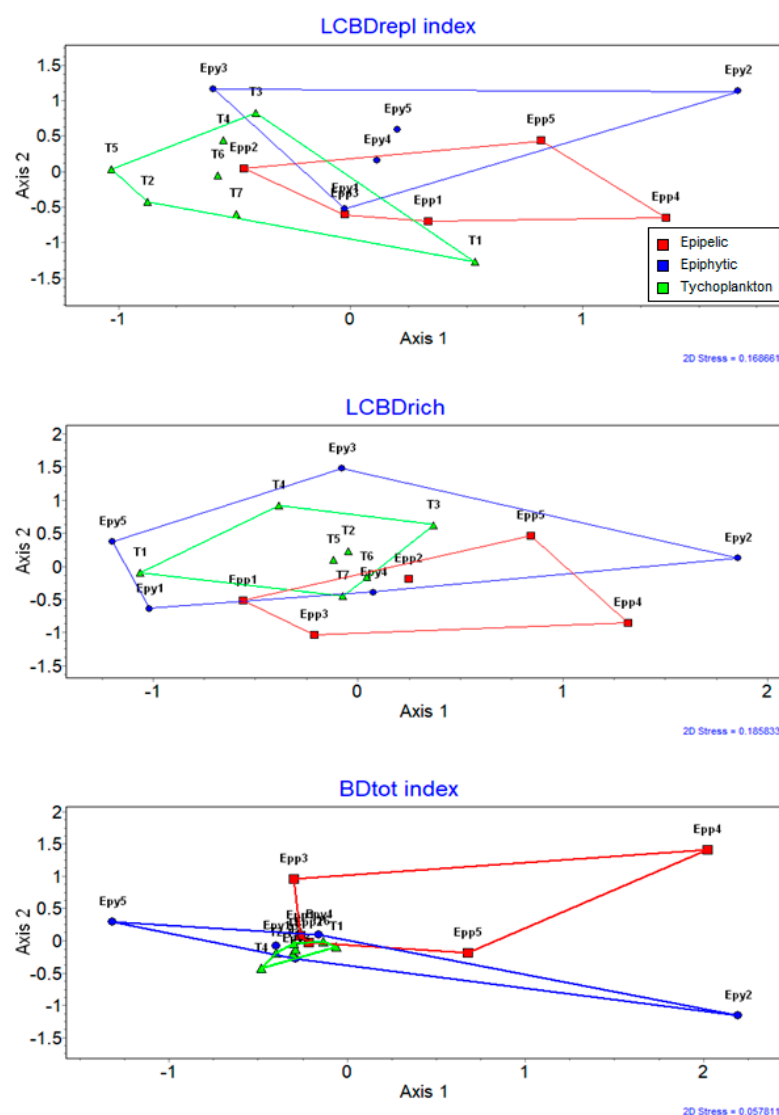 LCBDrepl index
1.5
1
0.5
0
-0.5
-1
-1.5
Axis 2
Epy3
Epy2
T3
T4
Epy5
Epp5
T5
Epp2
Epy4
T6
T2
T7
Epy1
Epp3
Epp1
Epp4
T1
Epipelic
Epiphytic
Tychoplankton
-1
0
1
Axis 1
2D Stress = 0.168661
LCBDrich
2
1.5
1
0.5
0
-0.5
-1
-1.5
Axis 2
Epy3
T4
T3
Epy5
Epp5
T2
T5
Epy2
T1
T6
Epp2
Epy1
Epp1
T7
Epy4
Epp3
Epp4
-1
0
1
2
Axis 1
2D Stress = 0.185833
BDtot index
2
1.5
1
0.5
0
-0.5
-1
-1.5
Axis 2
Epp4
Epp3
Epy5
Epy4
T1
Epp5
T4
Epy2
-1
0
1
2
Axis 1
2D Stress = 0.057811